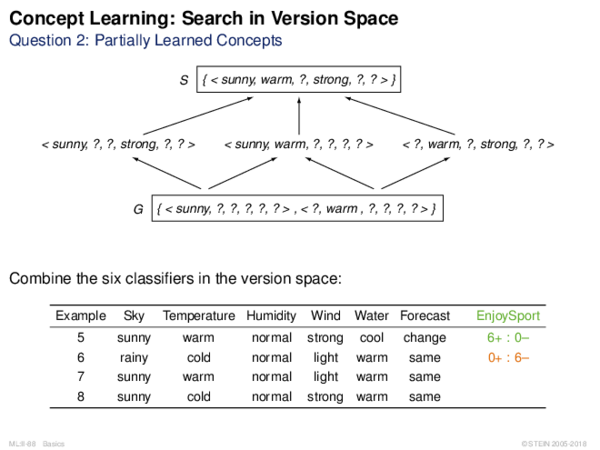 Concept Learning: Search in Version Space
Question 2: Partially Learned Concepts
S { < sunny, warm, ?, strong, ?, ? > }
< sunny, ?, ?, strong, ?, ? > < sunny, warm, ?, ?, ?, ? > < ?, warm, ?, strong, ?, ? >
G { < sunny, ?, ?, ?, ?, ? > , < ?, warm , ?, ?, ?, ? > }
Combine the six classifiers in the version space:
Example Sky Temperature Humidity Wind Water Forecast EnjoySport
5 sunny warm normal strong cool change 6+ : 0–
6 rainy cold normal light warm same 0+ : 6–
7 sunny warm normal light warm same
8 sunny cold normal strong warm same
ML:II-88 Basics ©STEIN 2005-2018